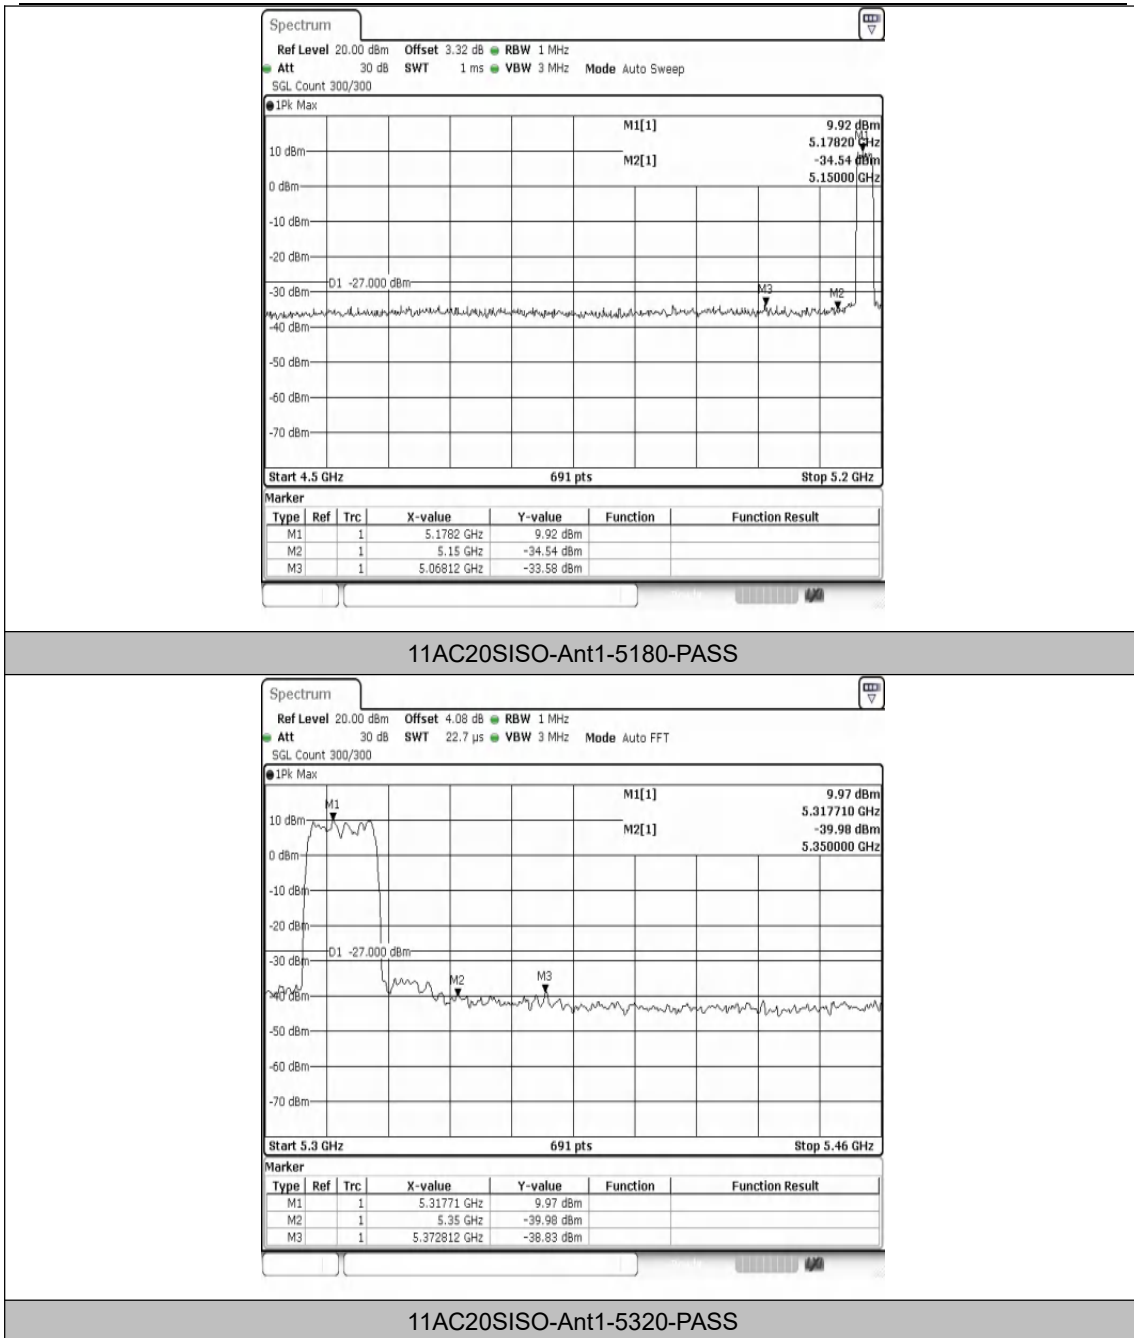 Spectrum
Ref Level 20.00 dBm Offset 3.32 dB RBW 1 MHz
Att 30 dB SWT 1 ms VBW 3 MHz Mode Auto Sweep
SGL Count 300/300
1Pk Max
M1[1] 9.92 dBm
5.17820 GHz
M2[1] -34.54 dBm
5.15000 GHz
M1
10 dBm
0 dBm
-10 dBm
-20 dBm
D1 -27.000 dBm
-30 dBm
M3
M2
-40 dBm
-50 dBm
-60 dBm
-70 dBm
Start 4.5 GHz 691 pts Stop 5.2 GHz
Marker
Type Ref Trc X-value Y-value Function Function Result
M1 1 5.1782 GHz 9.92 dBm
M2 1 5.15 GHz -34.54 dBm
M3 1 5.06812 GHz -33.58 dBm
11AC20SISO-Ant1-5180-PASS
Spectrum
Ref Level 20.00 dBm Offset 4.08 dB RBW 1 MHz
Att 30 dB SWT 22.7 µs VBW 3 MHz Mode Auto FFT
SGL Count 300/300
1Pk Max
M1[1] 9.97 dBm
5.317710 GHz
M2[1] -39.98 dBm
5.350000 GHz
M1
10 dBm
0 dBm
-10 dBm
-20 dBm
D1 -27.000 dBm
-30 dBm
M2
M3
-40 dBm
-50 dBm
-60 dBm
-70 dBm
Start 5.3 GHz 691 pts Stop 5.46 GHz
Marker
Type Ref Trc X-value Y-value Function Function Result
M1 1 5.31771 GHz 9.97 dBm
M2 1 5.35 GHz -39.98 dBm
M3 1 5.372812 GHz -38.83 dBm
11AC20SISO-Ant1-5320-PASS